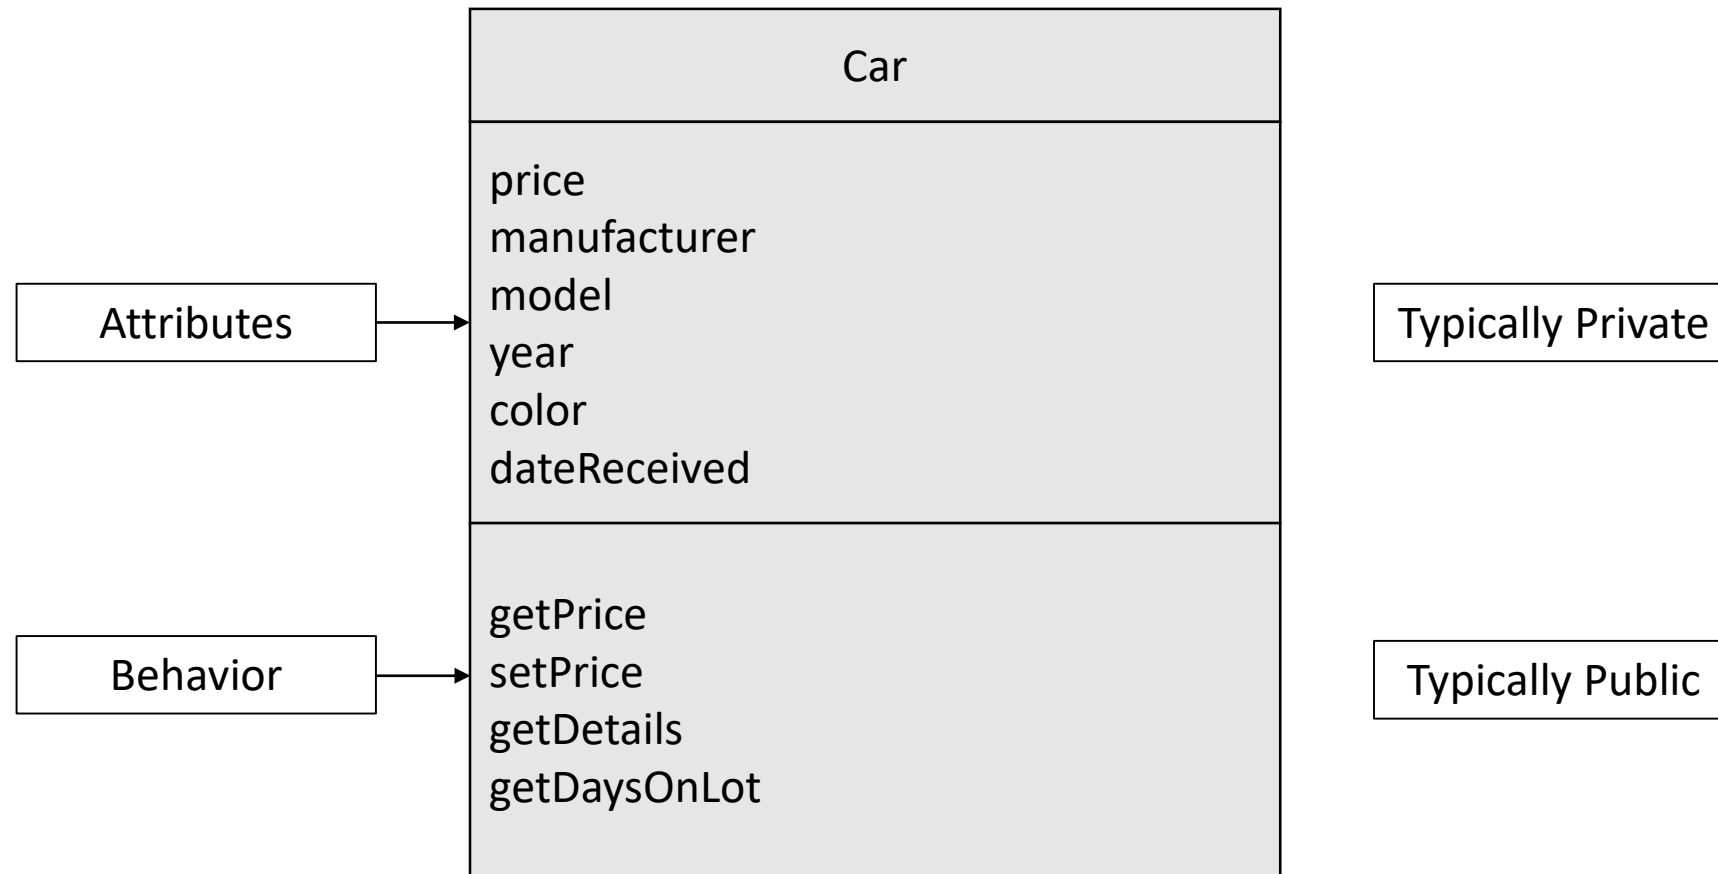 Car
price
manufacturer
model
year
color
dateReceived
Attributes
Typically Private
getPrice
setPrice
getDetails
getDaysOnLot
Behavior
Typically Public